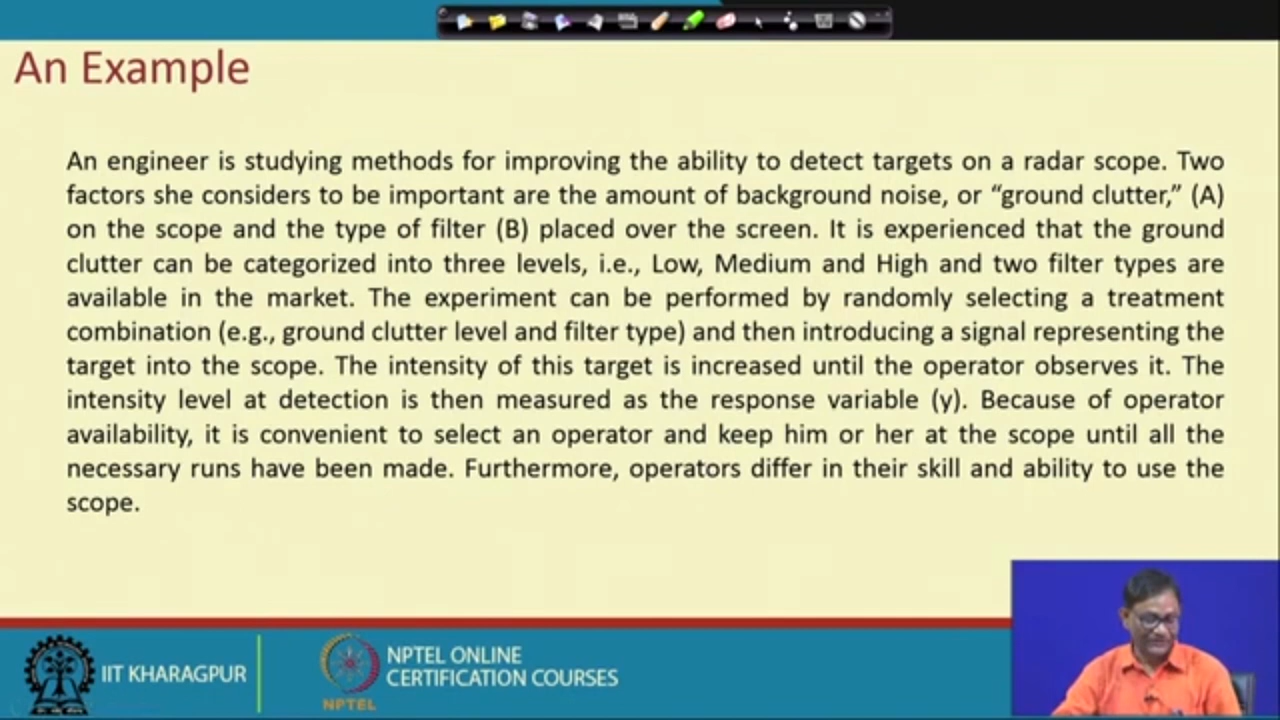 An Example
An engineer is studying methods for improving the ability to detect targets on a radar scope. Two
factors she considers to be important are the amount of background noise, or “ground clutter,” (A)
on the scope and the type of filter (B) placed over the screen. It is experienced that the ground
clutter can be categorized into three levels, i.e., Low, Medium and High and two filter types are
available in the market. The experiment can be performed by randomly selecting a treatment
combination (e.g., ground clutter level and filter type) and then introducing a signal representing the
target into the scope. The intensity of this target is increased until the operator observes it. The
intensity level at detection is then measured as the response variable (y). Because of operator
availability, it is convenient to select an operator and keep him or her at the scope until all the
necessary runs have been made. Furthermore, operators differ in their skill and ability to use the
scope.
IIT KHARAGPUR
NPTEL ONLINE
CERTIFICATION COURSES
NPTEL